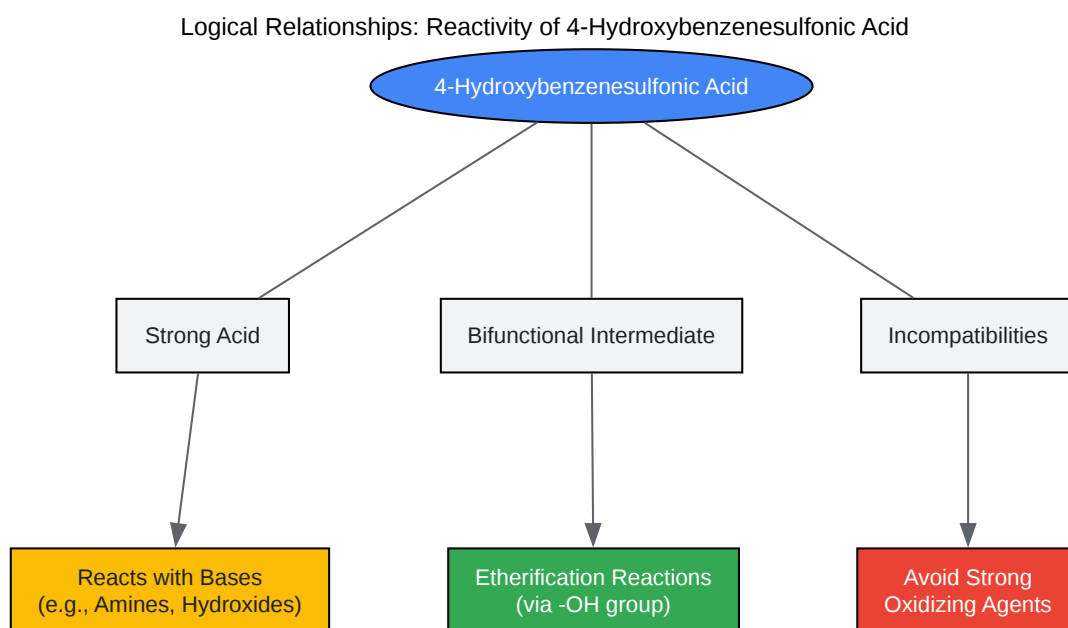 Logical Relationships: Reactivity of 4-Hydroxybenzenesulfonic Acid
4-Hydroxybenzenesulfonic Acid
Strong Acid
Bifunctional Intermediate
Incompatibilities
Reacts with Bases
(e.g., Amines, Hydroxides)
Etherification Reactions
(via -OH group)
Avoid Strong
Oxidizing Agents